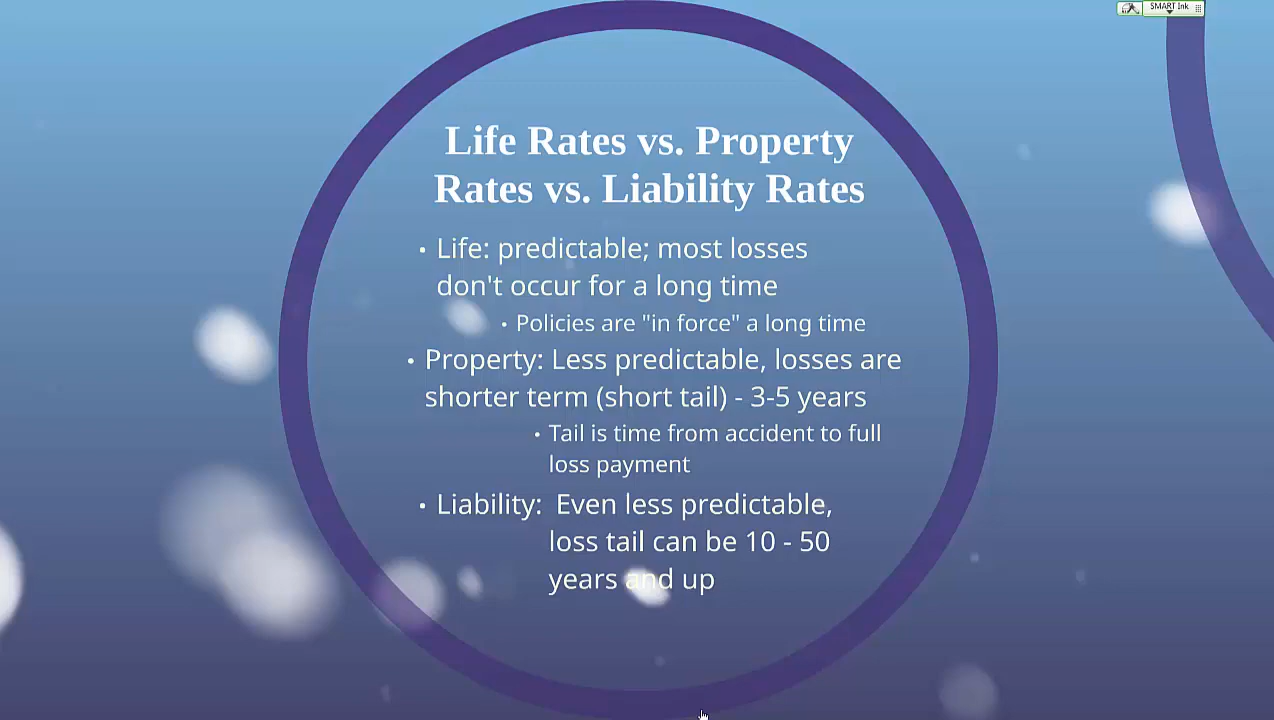 SMART Ink
Life Rates vs. Property
Rates vs. Liability Rates
• Life: predictable; most losses
don't occur for a long time
• Policies are "in force" a long time
• Property: Less predictable, losses are
shorter term (short tail) - 3-5 years
• Tail is time from accident to full
loss payment
• Liability:  Even less predictable,
loss tail can be 10 - 50
years and up